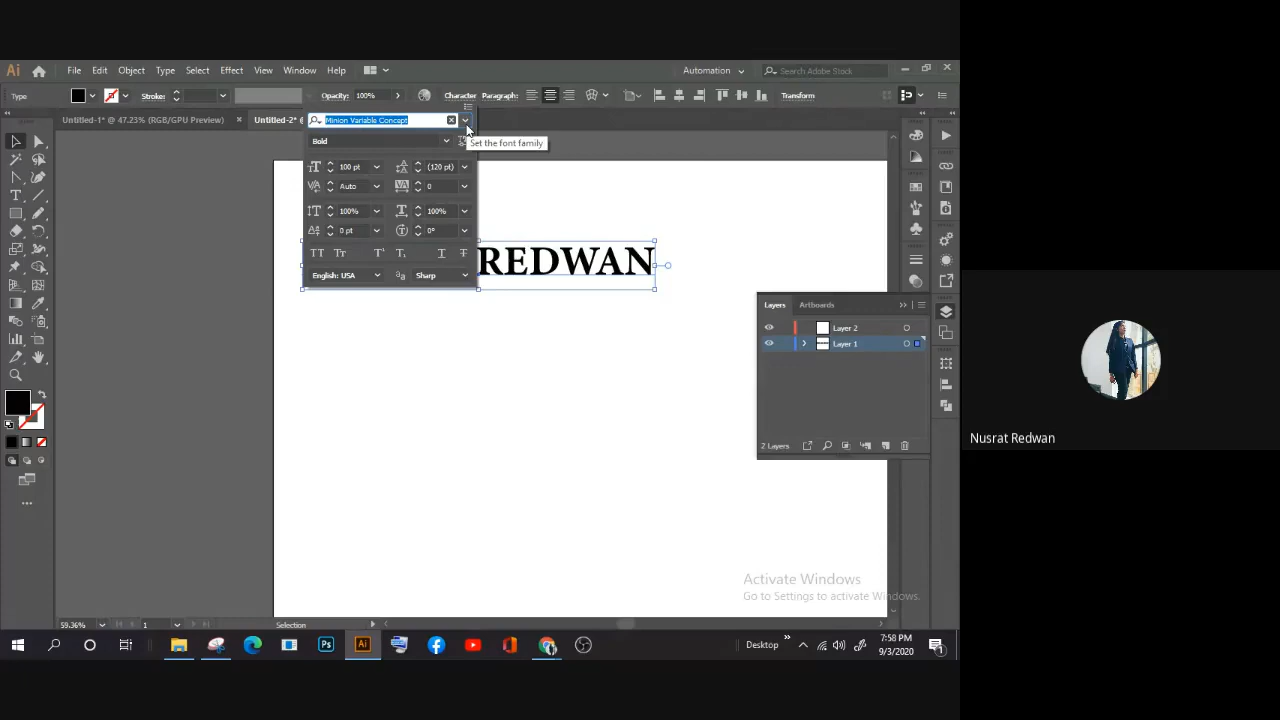 Ai File Edit Object Type Select Effect View Window Help Automation Search Adobe Stock
Type Stroke: Opacity: 100% Character Paragraph: Transform
Untitled-1* @ 47.23% (RGB/GPU Preview) × Untitled-2* @
Minion Variable Concept
Set the font family
Bold
100 pt (120 pt)
Auto 0
100% 100%
0 pt 0°
English: USA Sharp
REDWAN
Layers Artboards
Layer 2
Layer 1
2 Layers
Nusrat Redwan
Activate Windows
Go to Settings to activate Windows.
59.36% 1 Selection
Ps Ai Desktop 7:58 PM
9/3/2020
1